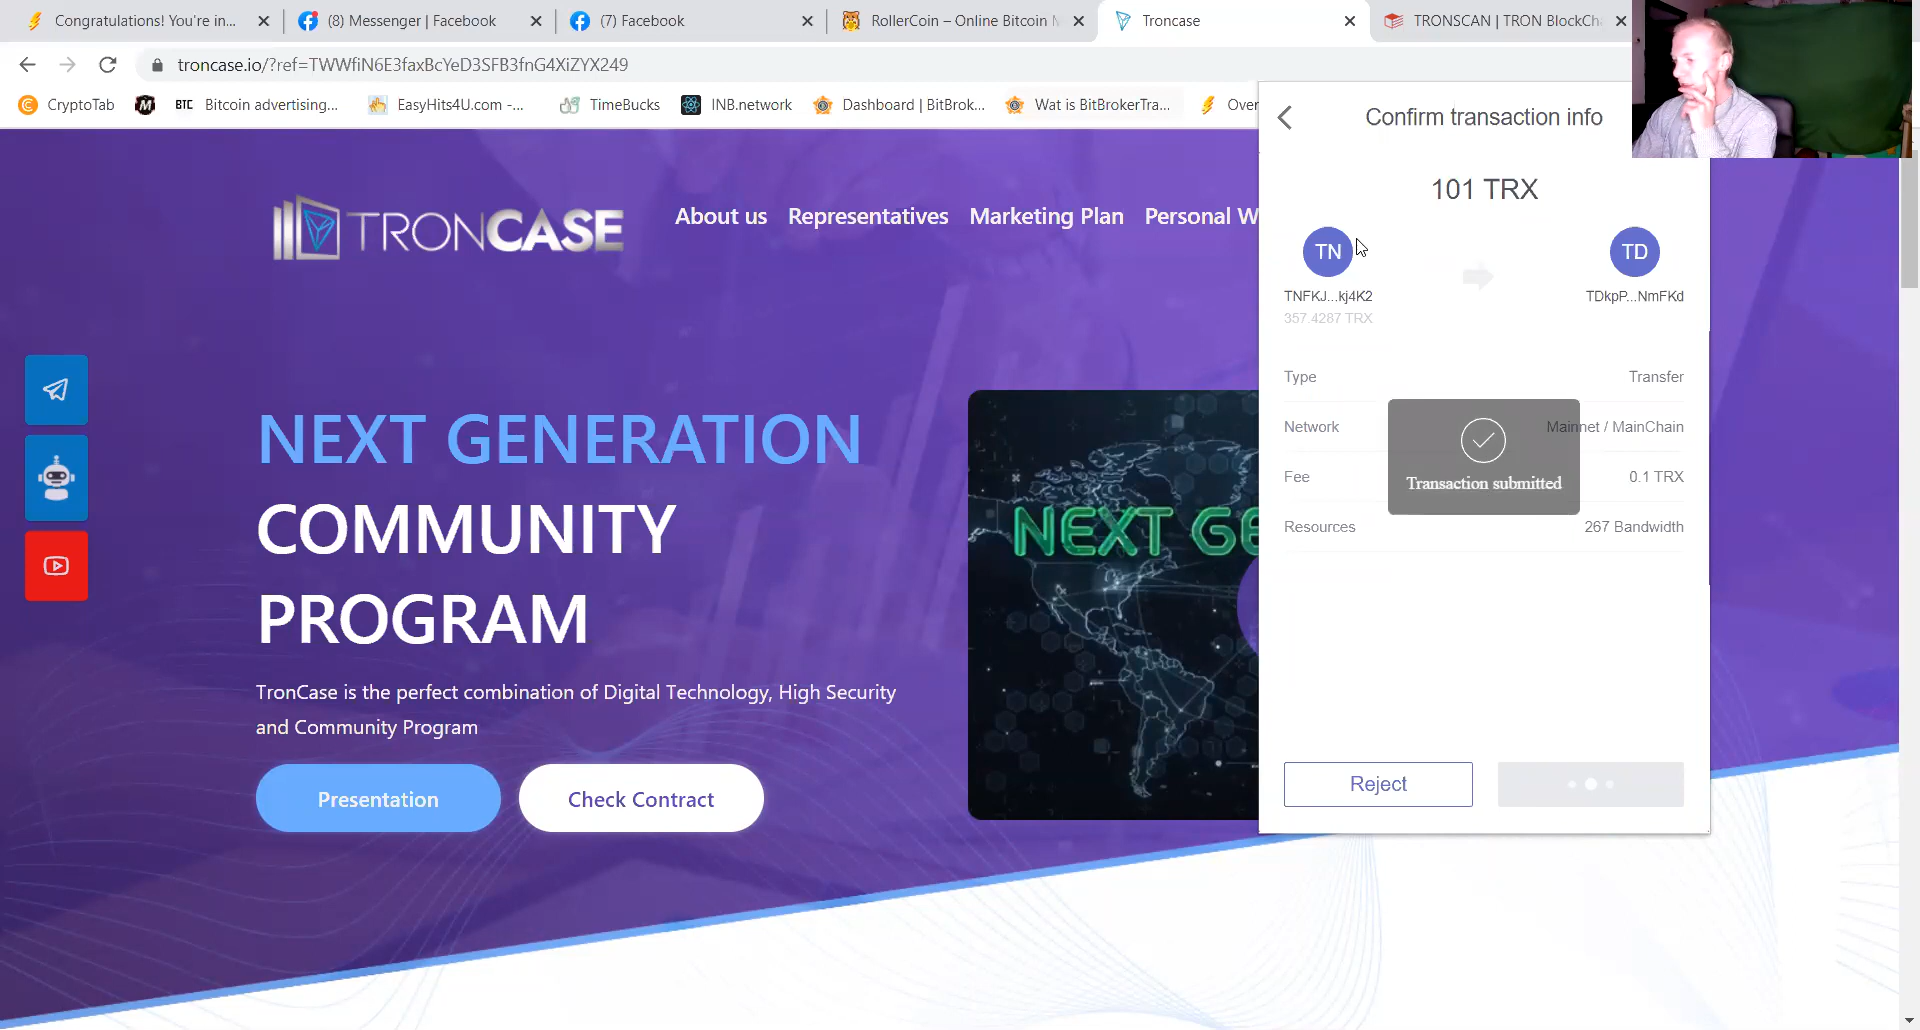 Congratulations! You're in...
(8) Messenger | Facebook
(7) Facebook
RollerCoin – Online Bitcoin
Troncase
TRONSCAN | TRON BlockCh
troncase.io/?ref=TWWfiN6E3faxBcYeD3SFB3fnG4XiZYX249
CryptoTab
M
BTC
Bitcoin advertising...
EasyHits4U.com -...
TimeBucks
INB.network
Dashboard | BitBrok...
Wat is BitBrokerTra...
Over
TRONCASE
About us
Representatives
Marketing Plan
Personal W
NEXT GENERATION
COMMUNITY
PROGRAM
TronCase is the perfect combination of Digital Technology, High Security
and Community Program
Presentation
Check Contract
NEXT GE
Confirm transaction info
101 TRX
TN
TD
TNFKJ...kj4K2
TDkpP...NmFKd
357.4287 TRX
Type
Transfer
Network
Mainnet / MainChain
Fee
0.1 TRX
Transaction submitted
Resources
267 Bandwidth
Reject